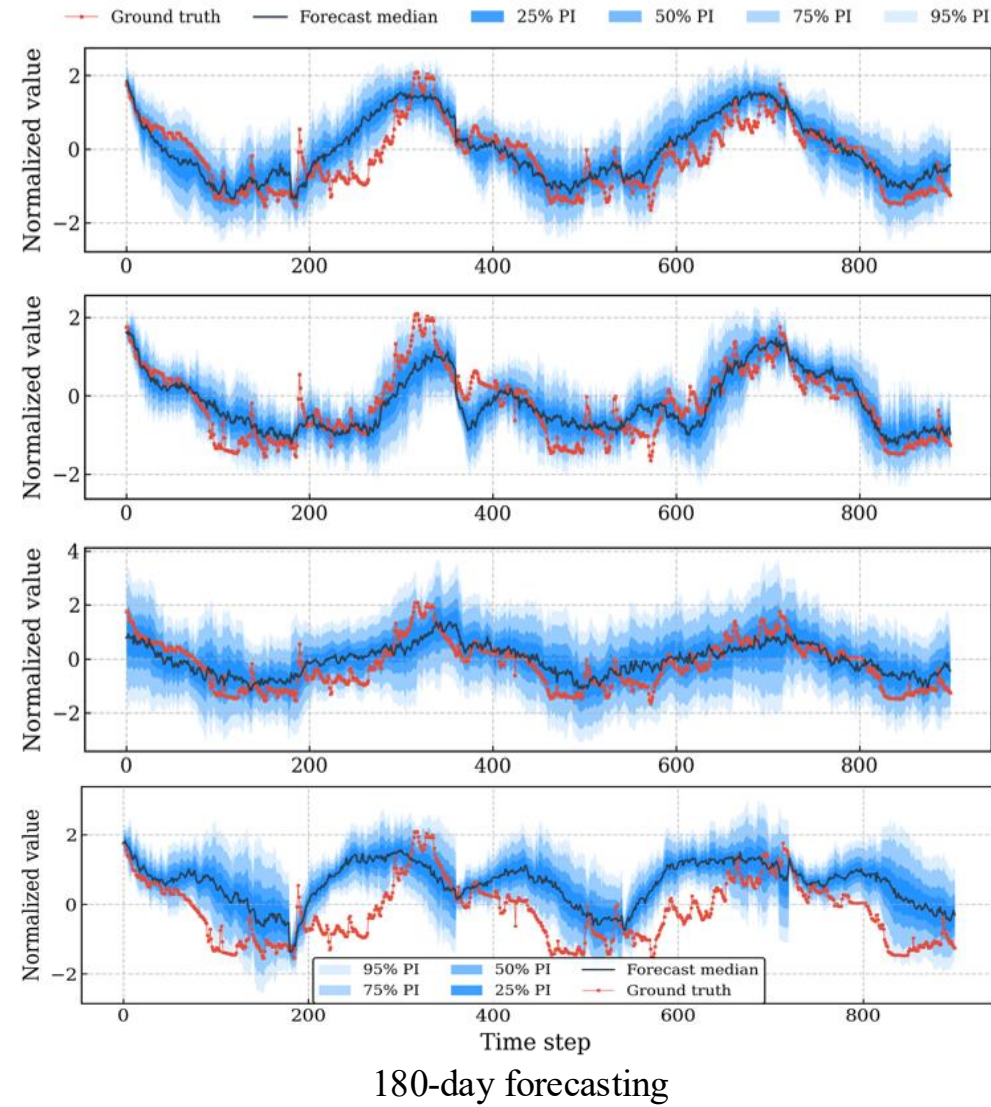 Ground truth Forecast median 25% PI 50% PI 75% PI 95% PI
Normalized value
2
0
−2
0 200 400 600 800
Normalized value
2
0
−2
0 200 400 600 800
Normalized value
4
2
0
−2
0 200 400 600 800
Normalized value
2
0
−2
95% PI 50% PI Forecast median
75% PI 25% PI Ground truth
0 200 400 600 800
Time step
180-day forecasting